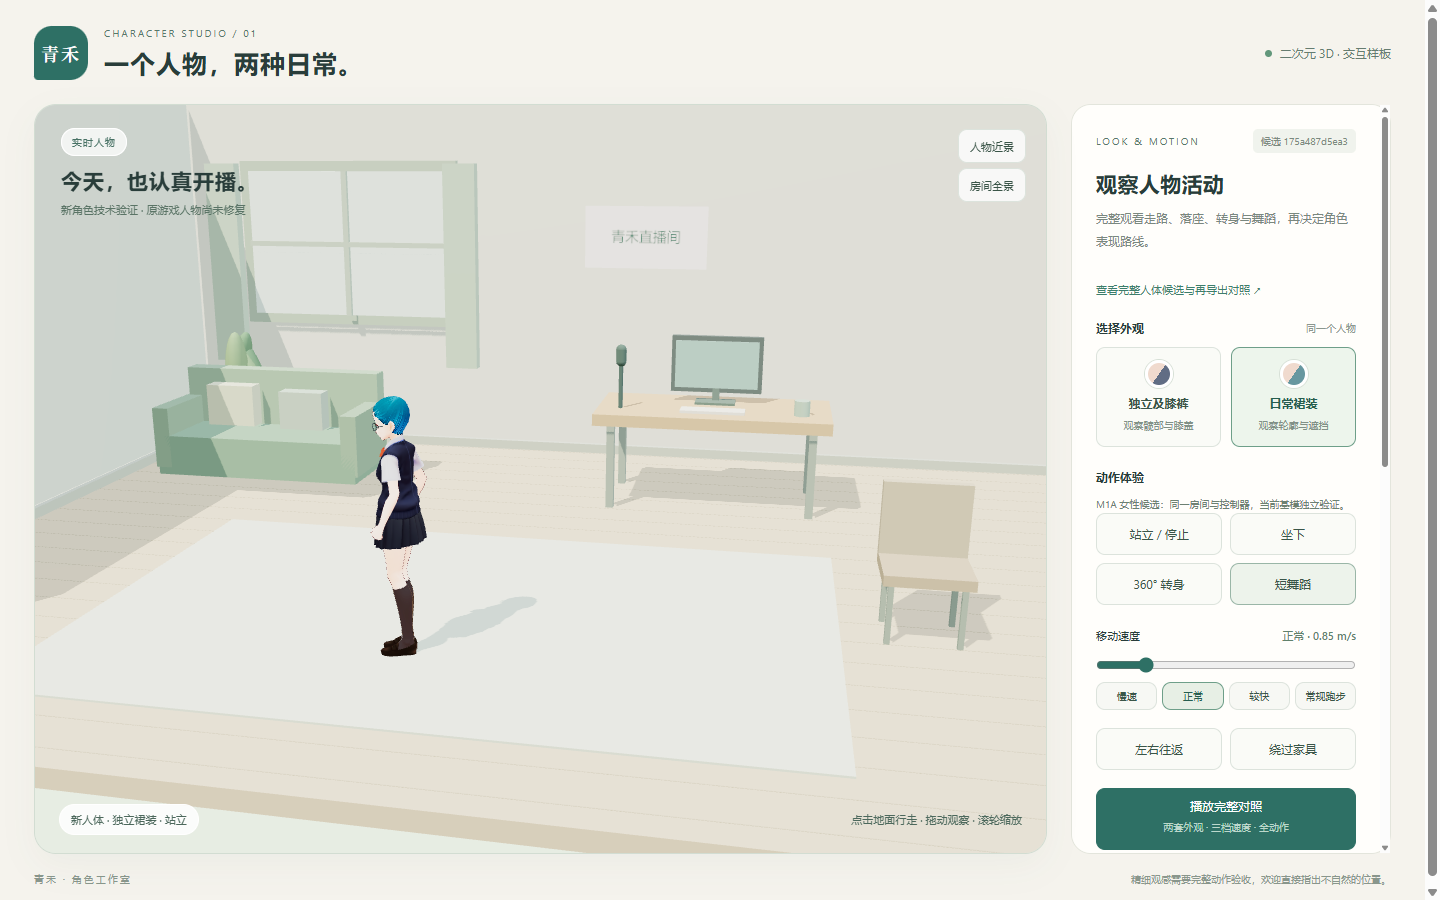 青禾
CHARACTER STUDIO / 01
一个人物，两种日常。
二次元 3D · 交互样板
实时人物
今天，也认真开播。
新角色技术验证 · 原游戏人物尚未修复
人物近景
房间全景
青禾直播间
新人体 · 独立裙装 · 站立
点击地面行走 · 拖动观察 · 滚轮缩放
LOOK & MOTION
候选 175a487d5ea3
观察人物活动
完整观看走路、落座、转身与舞蹈，再决定角色
表现路线。
查看完整人体候选与再导出对照 ↗
选择外观
同一个人物
独立及膝裤
观察髋部与膝盖
日常裙装
观察轮廓与遮挡
动作体验
M1A 女性候选：同一房间与控制器，当前基模独立验证。
站立 / 停止
坐下
360° 转身
短舞蹈
移动速度
正常 · 0.85 m/s
慢速
正常
较快
常规跑步
左右往返
绕过家具
播放完整对照
两套外观 · 三档速度 · 全动作
青禾 · 角色工作室
精细观感需要完整动作验收，欢迎直接指出不自然的位置。